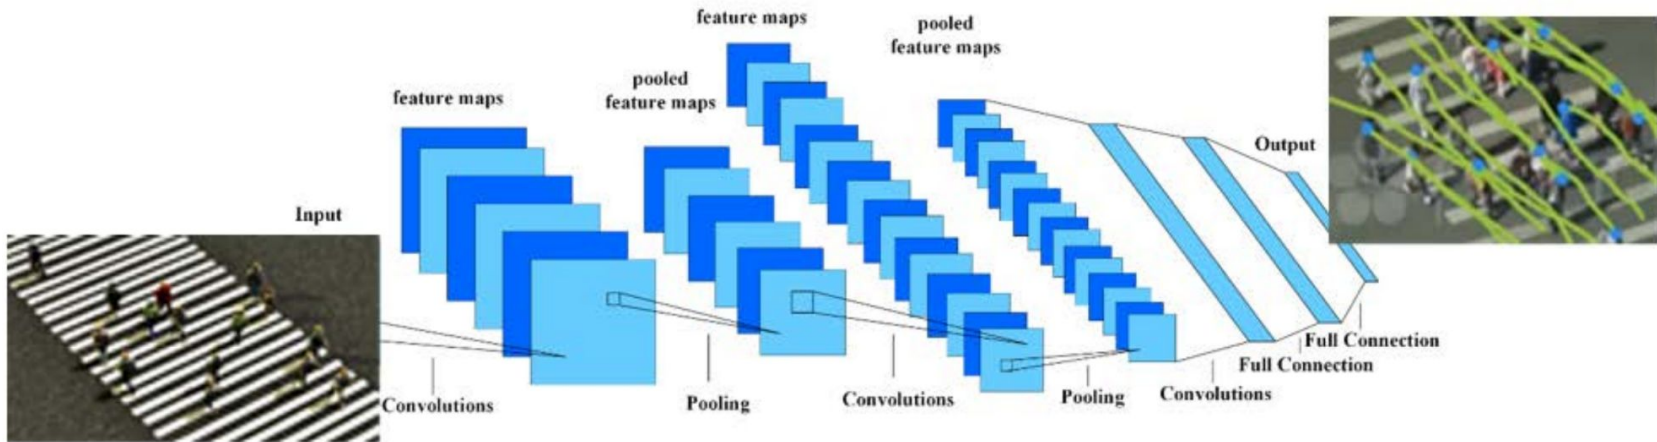 feature maps
pooled
feature maps
feature maps
pooled
feature maps
Output
Input
Full Connection
Full Connection
Convolutions
Pooling
Convolutions
Pooling
Convolutions